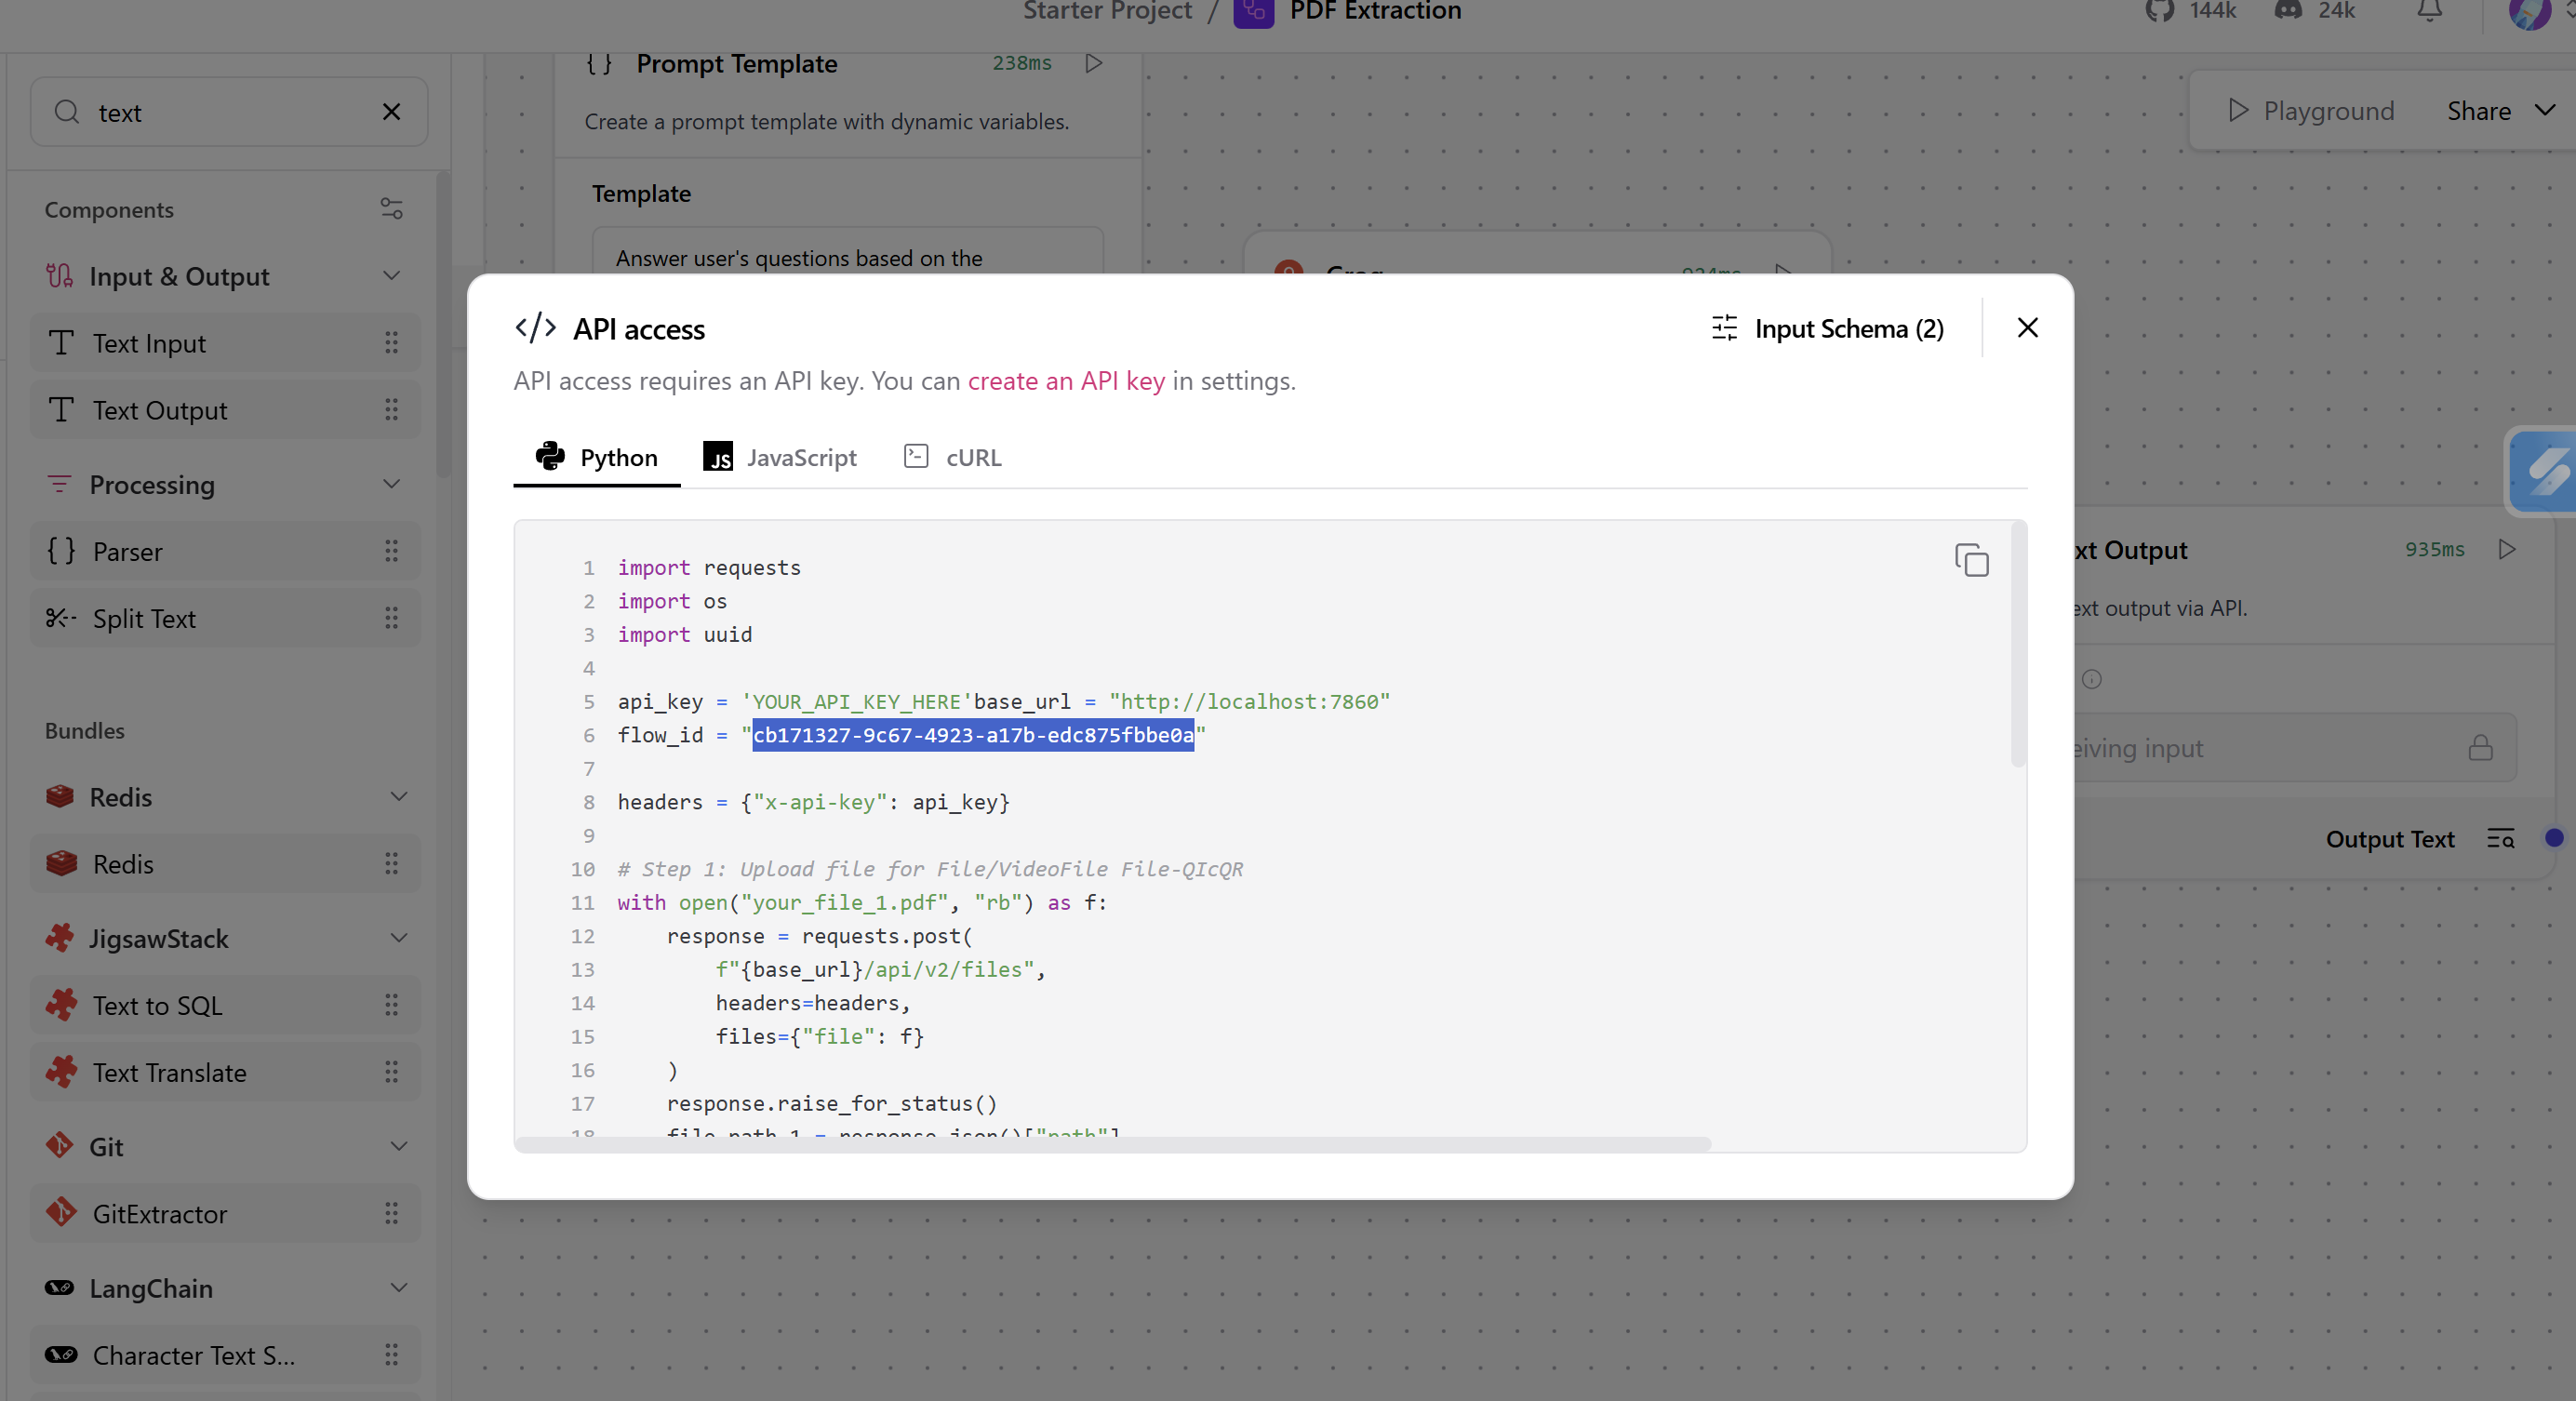 Starter Project / PDF Extraction
144k
24k
text
Components
Input & Output
Text Input
Text Output
Processing
Parser
Split Text
Bundles
Redis
Redis
JigsawStack
Text to SQL
Text Translate
Git
GitExtractor
LangChain
Character Text S...
Prompt Template
238ms
Create a prompt template with dynamic variables.
Template
Answer user's questions based on the
Playground
Share
API access
Input Schema (2)
API access requires an API key. You can create an API key in settings.
Python
JS JavaScript
cURL
1 import requests
2 import os
3 import uuid
4
5 api_key = 'YOUR_API_KEY_HERE'base_url = "http://localhost:7860"
6 flow_id = "cb171327-9c67-4923-a17b-edc875fbbe0a"
7
8 headers = {"x-api-key": api_key}
9
10 # Step 1: Upload file for File/VideoFile File-QIcQR
11 with open("your_file_1.pdf", "rb") as f:
12     response = requests.post(
13         f"{base_url}/api/v2/files",
14         headers=headers,
15         files={"file": f}
16     )
17     response.raise_for_status()
18     file_path_1 = response.json()["path"]
xt Output
935ms
ext output via API.
eiving input
Output Text